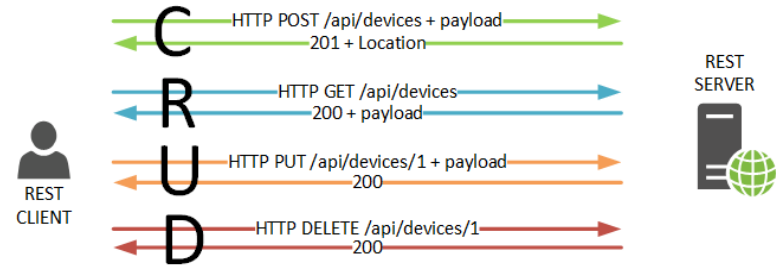 C
HTTP POST /api/devices + payload
201 + Location
R
HTTP GET /api/devices
200 + payload
U
HTTP PUT /api/devices/1 + payload
200
D
HTTP DELETE /api/devices/1
200
REST
CLIENT
REST
SERVER